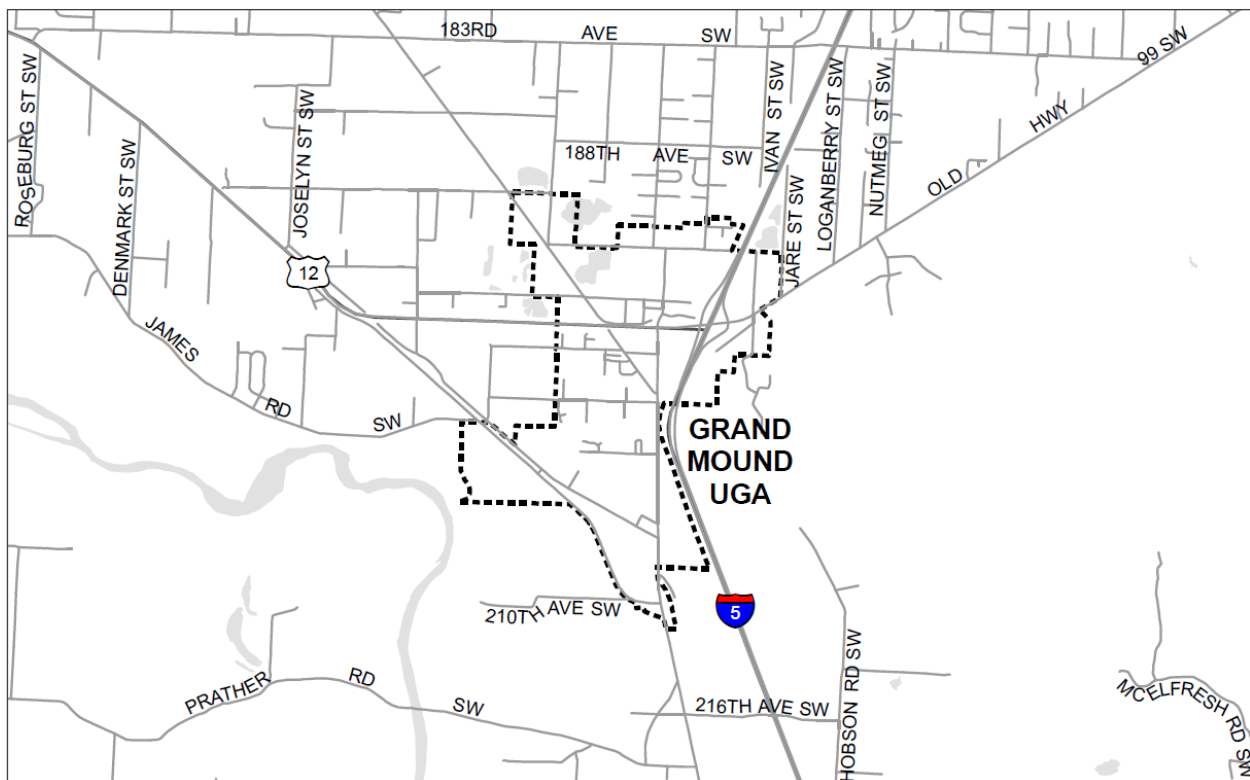 183RD AVE SW
99 SW
HWY
OLD
ROSEBURG ST SW
DENMARK ST SW
JOSELYN ST SW
IVAN ST SW
LOGANBERRY ST SW
NUTMEG ST SW
188TH AVE SW
JARE ST SW
12
JAMES
RD
SW
GRAND
MOUND
UGA
210TH AVE SW
5
PRATHER
RD
SW
216TH AVE SW
HOBSON RD SW
MCELFRESH RD SW